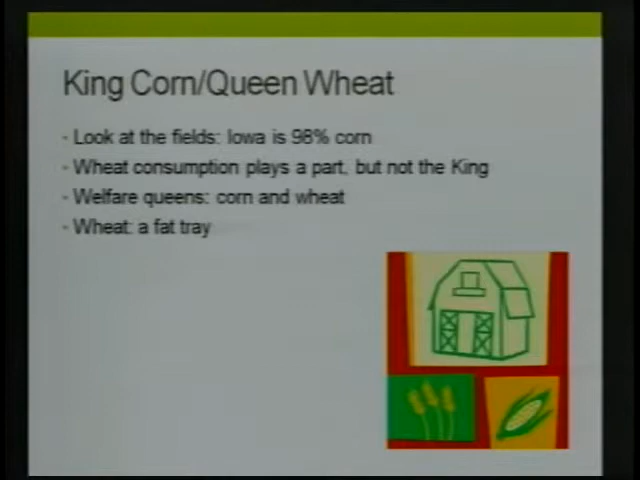 King Corn/Queen Wheat
- Look at the fields: Iowa is 98% corn
- Wheat consumption plays a part, but not the King
- Welfare queens: corn and wheat
- Wheat: a fat tray